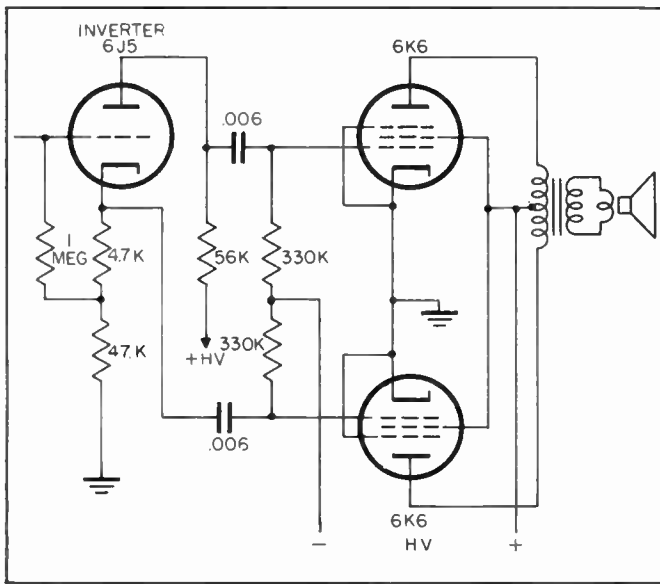 INVERTER
6J5
6K6
.006
1
MEG
4.7K
56K
330K
47K
+HV
330K
.006
6K6
HV
−
+